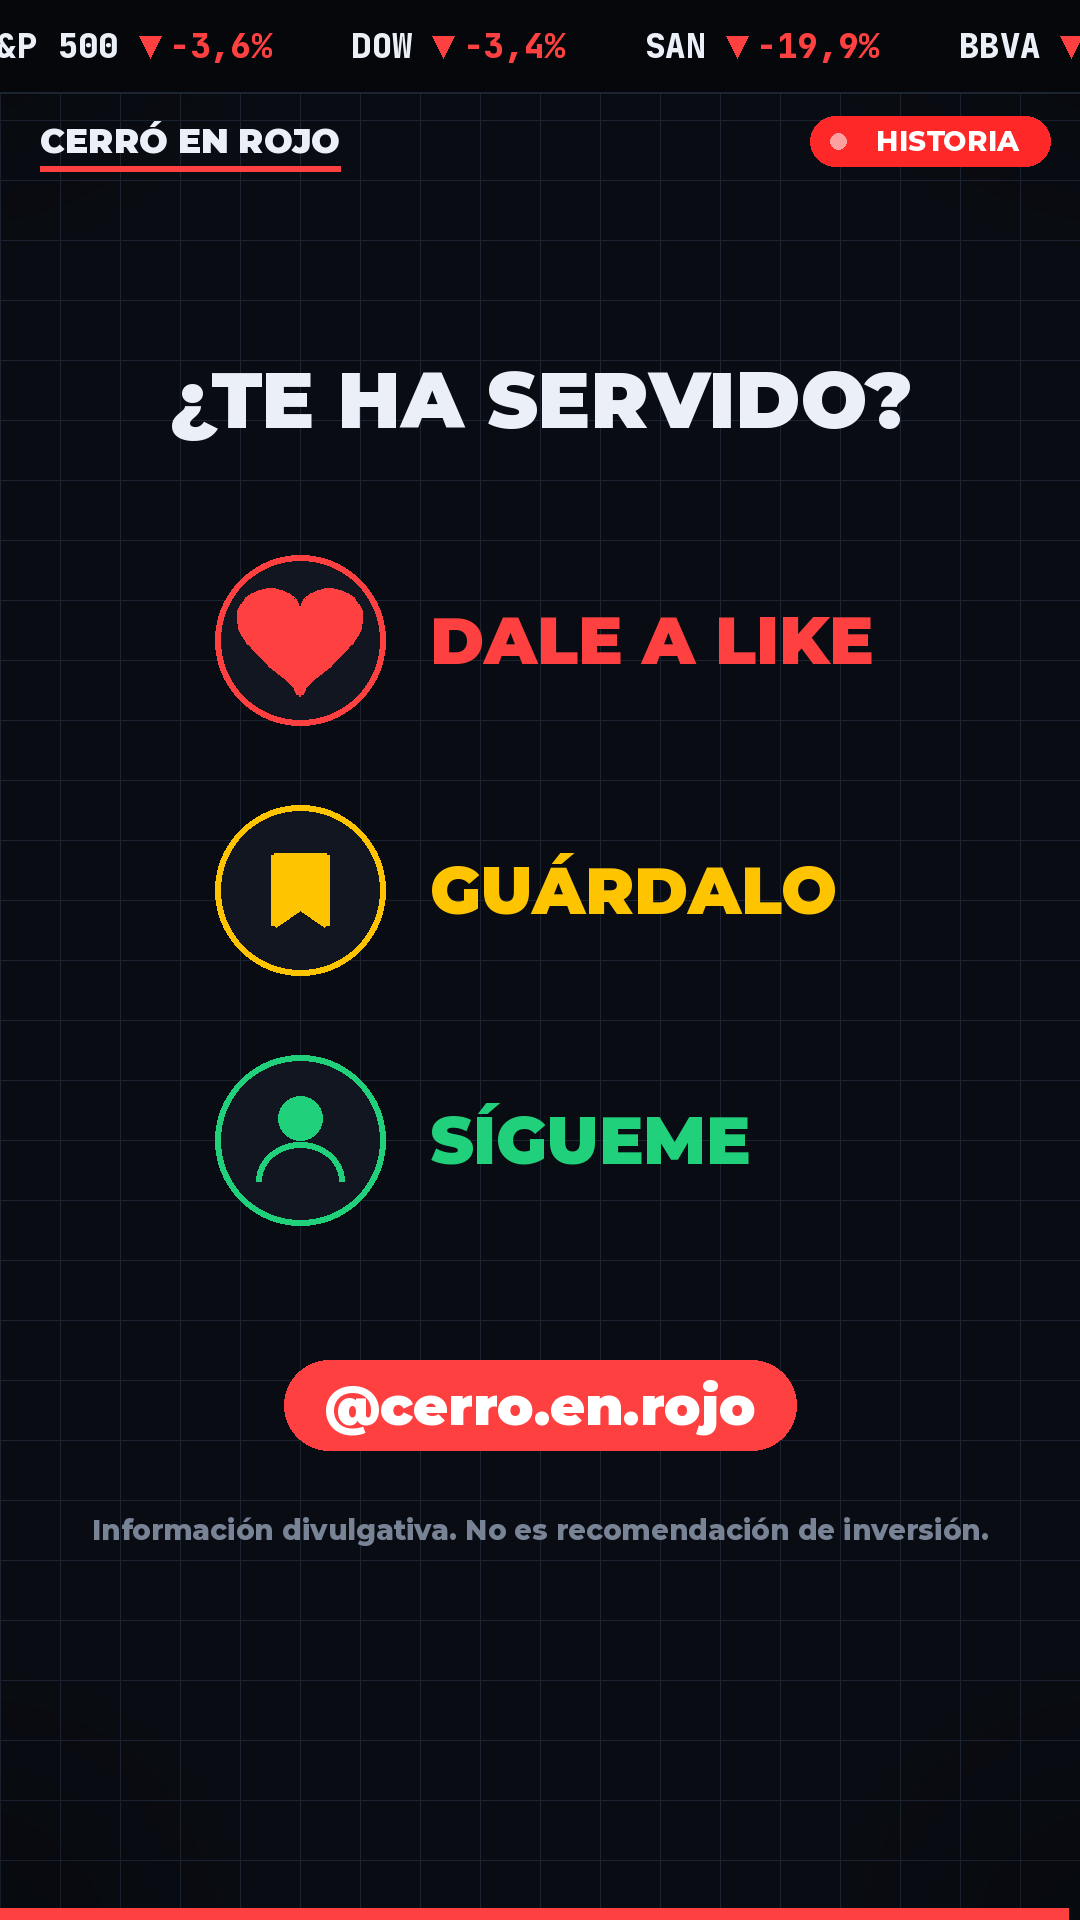 &P 500 ▼-3,6% DOW ▼-3,4% SAN ▼-19,9% BBVA ▼
CERRÓ EN ROJO
HISTORIA
¿TE HA SERVIDO?
DALE A LIKE
GUÁRDALO
SÍGUEME
@cerro.en.rojo
Información divulgativa. No es recomendación de inversión.